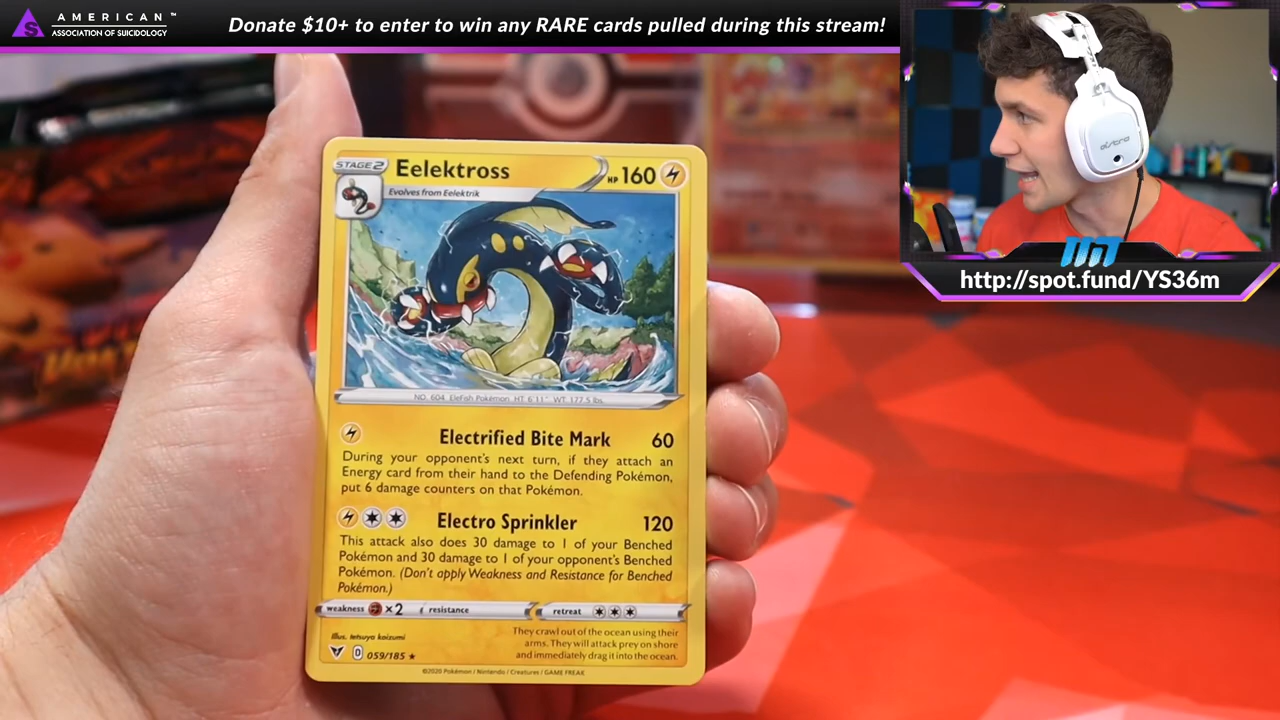 AMERICAN™
ASSOCIATION OF SUICIDOLOGY
Donate $10+ to enter to win any RARE cards pulled during this stream!
astro
http://spot.fund/YS36m
STAGE 2
Eelektross
HP 160
Evolves from Eelektrik
NO. 604 EleFish Pokémon HT: 6'11" WT: 177.5 lbs.
Electrified Bite Mark 60
During your opponent's next turn, if they attach an
Energy card from their hand to the Defending Pokémon,
put 6 damage counters on that Pokémon.
Electro Sprinkler 120
This attack also does 30 damage to 1 of your Benched
Pokémon and 30 damage to 1 of your opponent's Benched
Pokémon. (Don't apply Weakness and Resistance for Benched
Pokémon.)
weakness ×2 resistance retreat
Illus. tetsuya koizumi
D 059/185 ★
They crawl out of the ocean using their
arms. They will attack prey on shore
and immediately drag it into the ocean.
©2020 Pokémon / Nintendo / Creatures / GAME FREAK